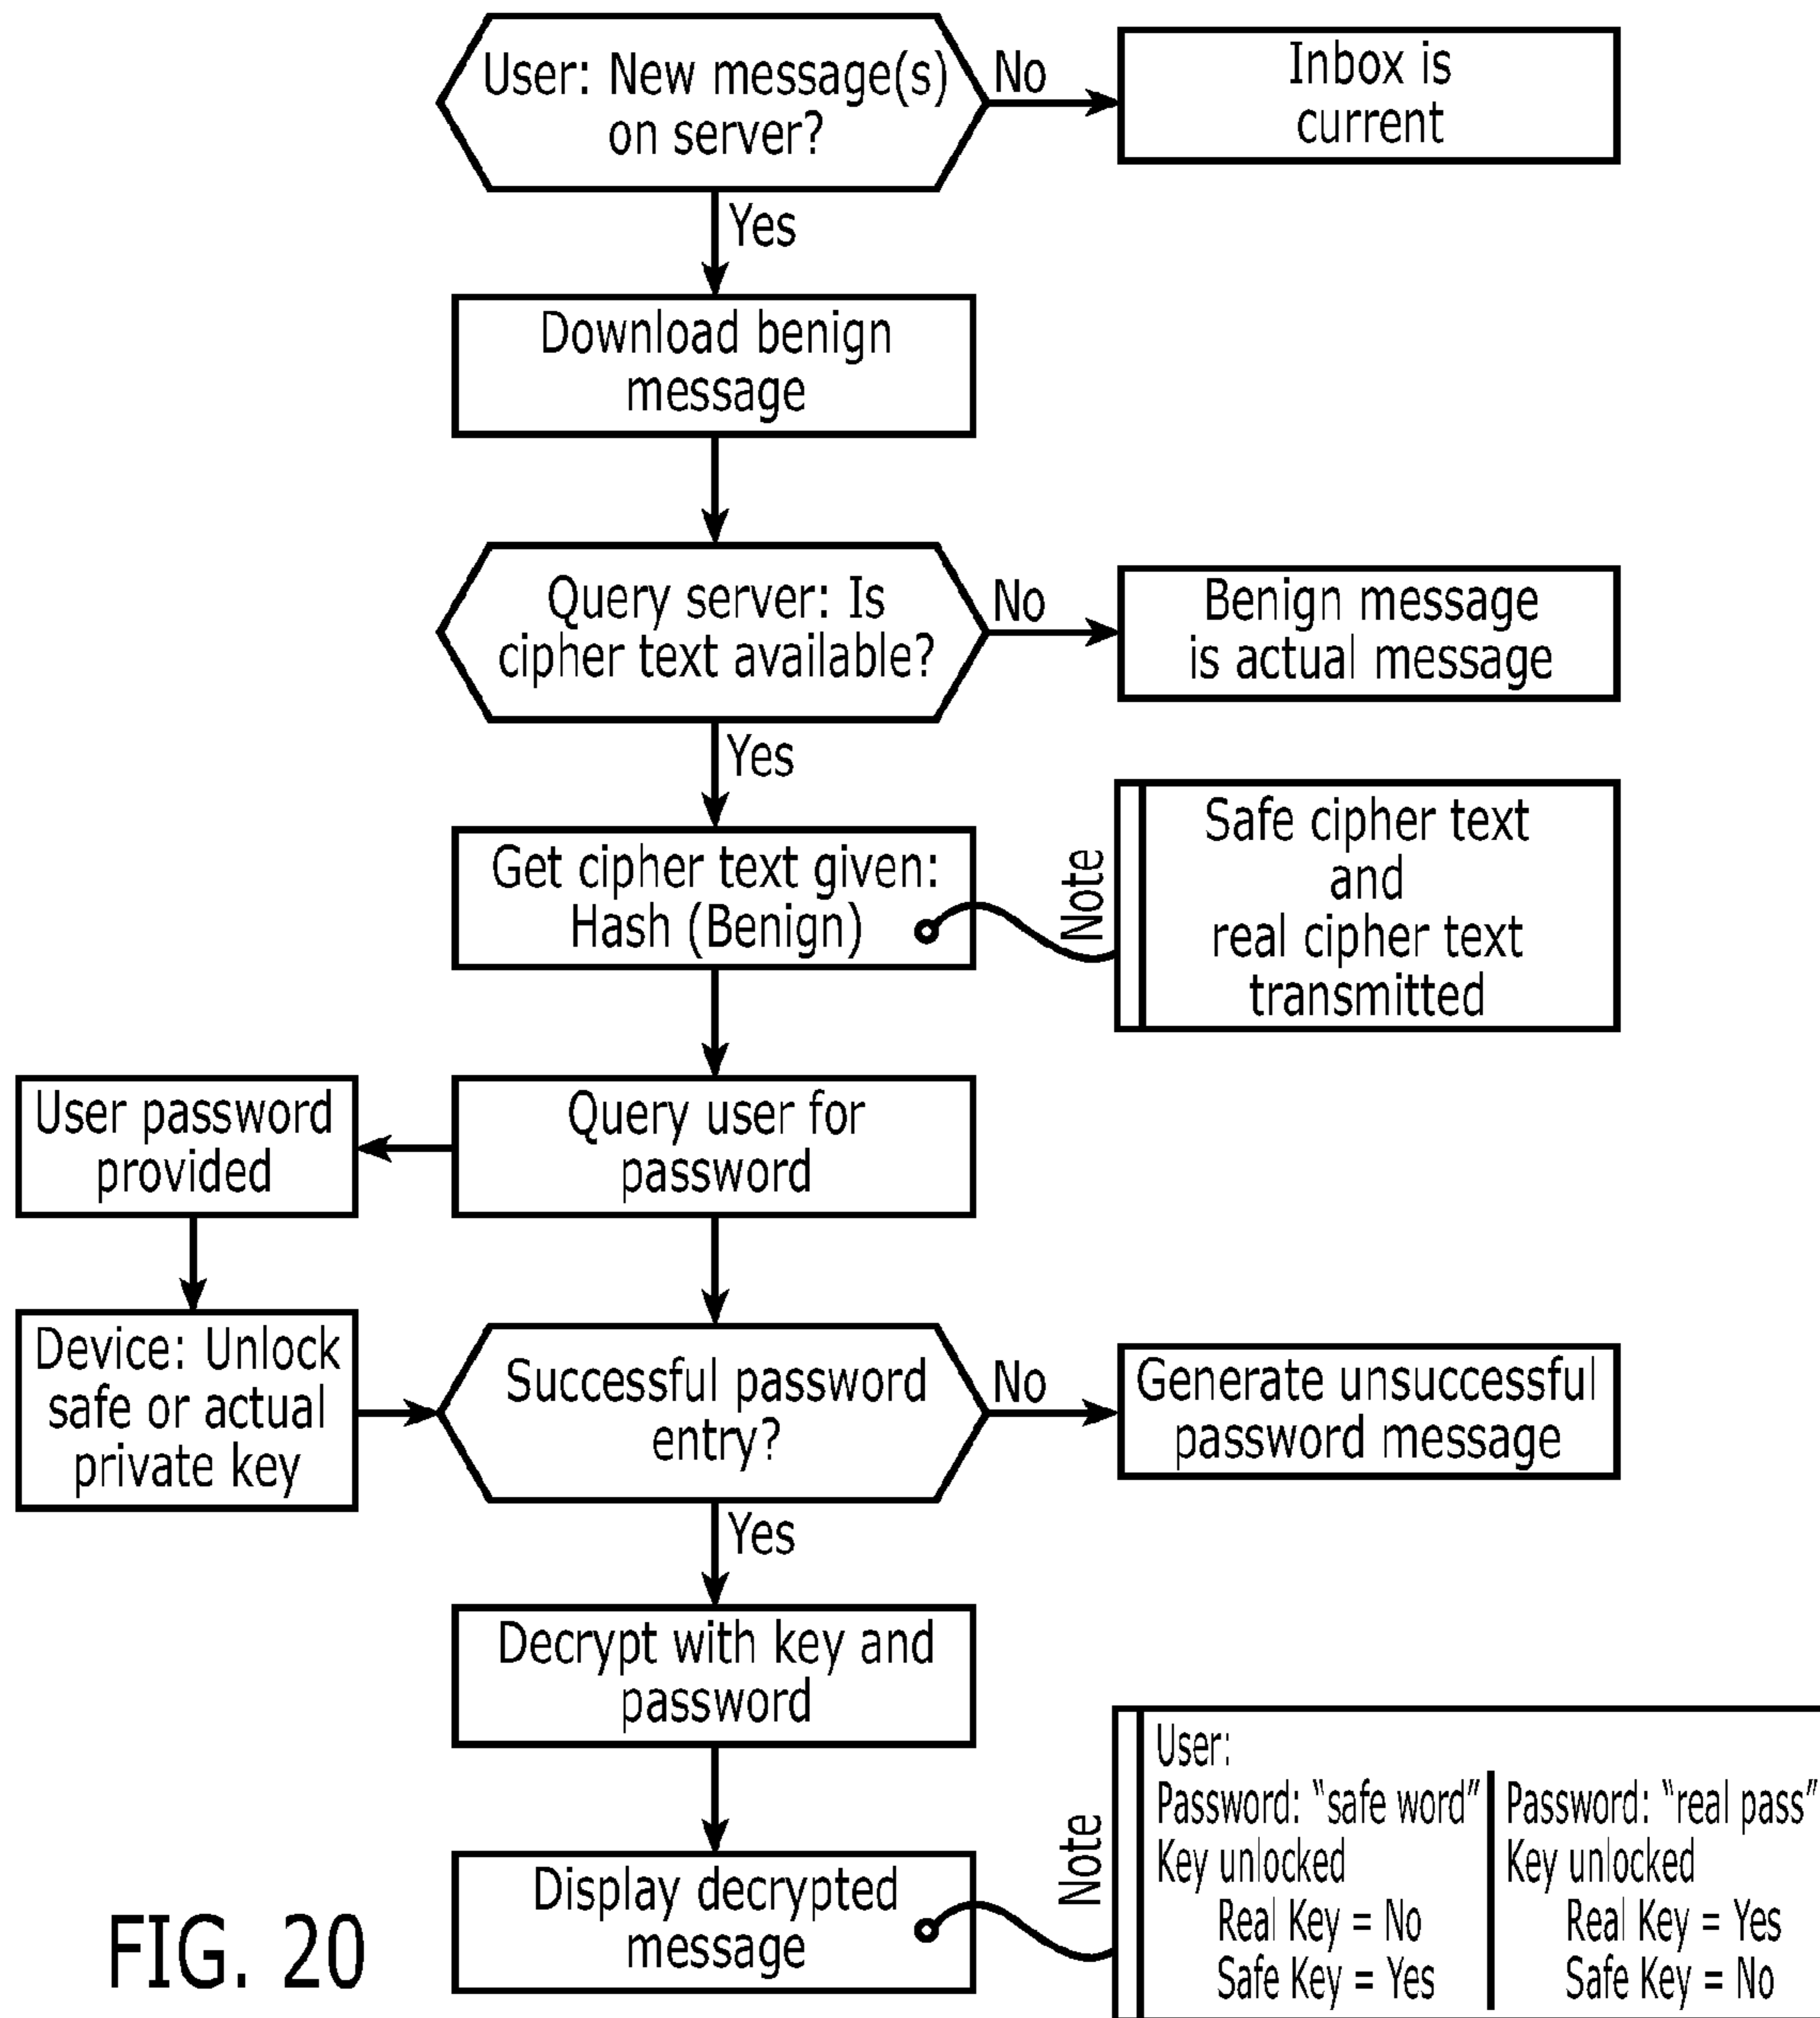 User: New message(s)
on server?
No
Inbox is
current
Yes
Download benign
message
Query server: Is
cipher text available?
No
Benign message
is actual message
Yes
Get cipher text given:
Hash (Benign)
Note
Safe cipher text
and
real cipher text
transmitted
User password
provided
Query user for
password
Device: Unlock
safe or actual
private key
Successful password
entry?
No
Generate unsuccessful
password message
Yes
Decrypt with key and
password
Display decrypted
message
Note
User:
Password: “safe word”
Key unlocked
Real Key = No
Safe Key = Yes
Password: “real pass”
Key unlocked
Real Key = Yes
Safe Key = No
FIG. 20